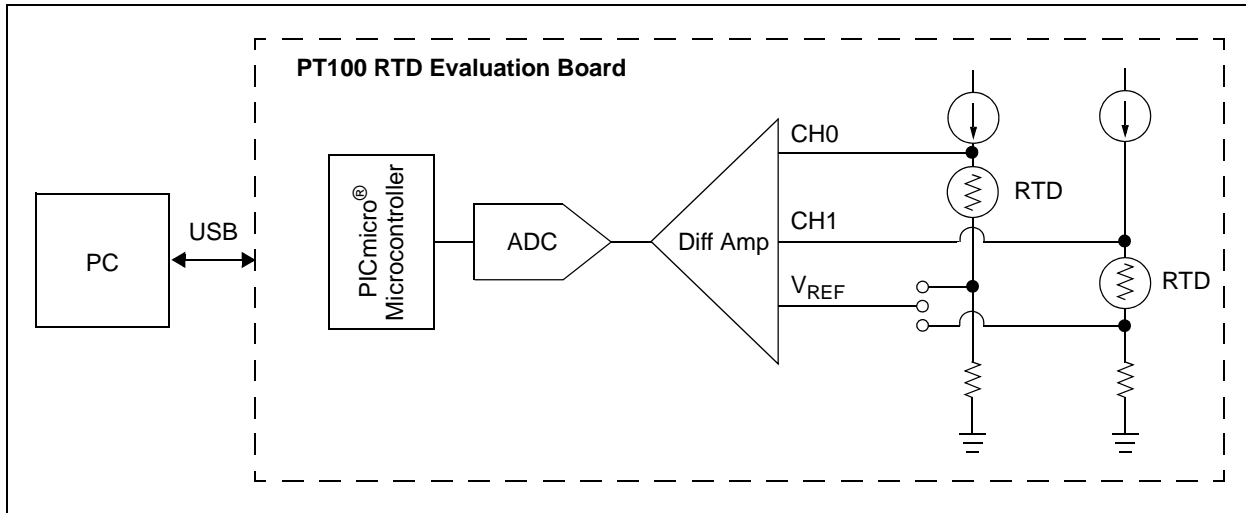 PT100 RTD Evaluation Board
CH0
RTD
PICmicro®
Microcontroller
USB
ADC
Diff Amp
CH1
PC
VREF
RTD